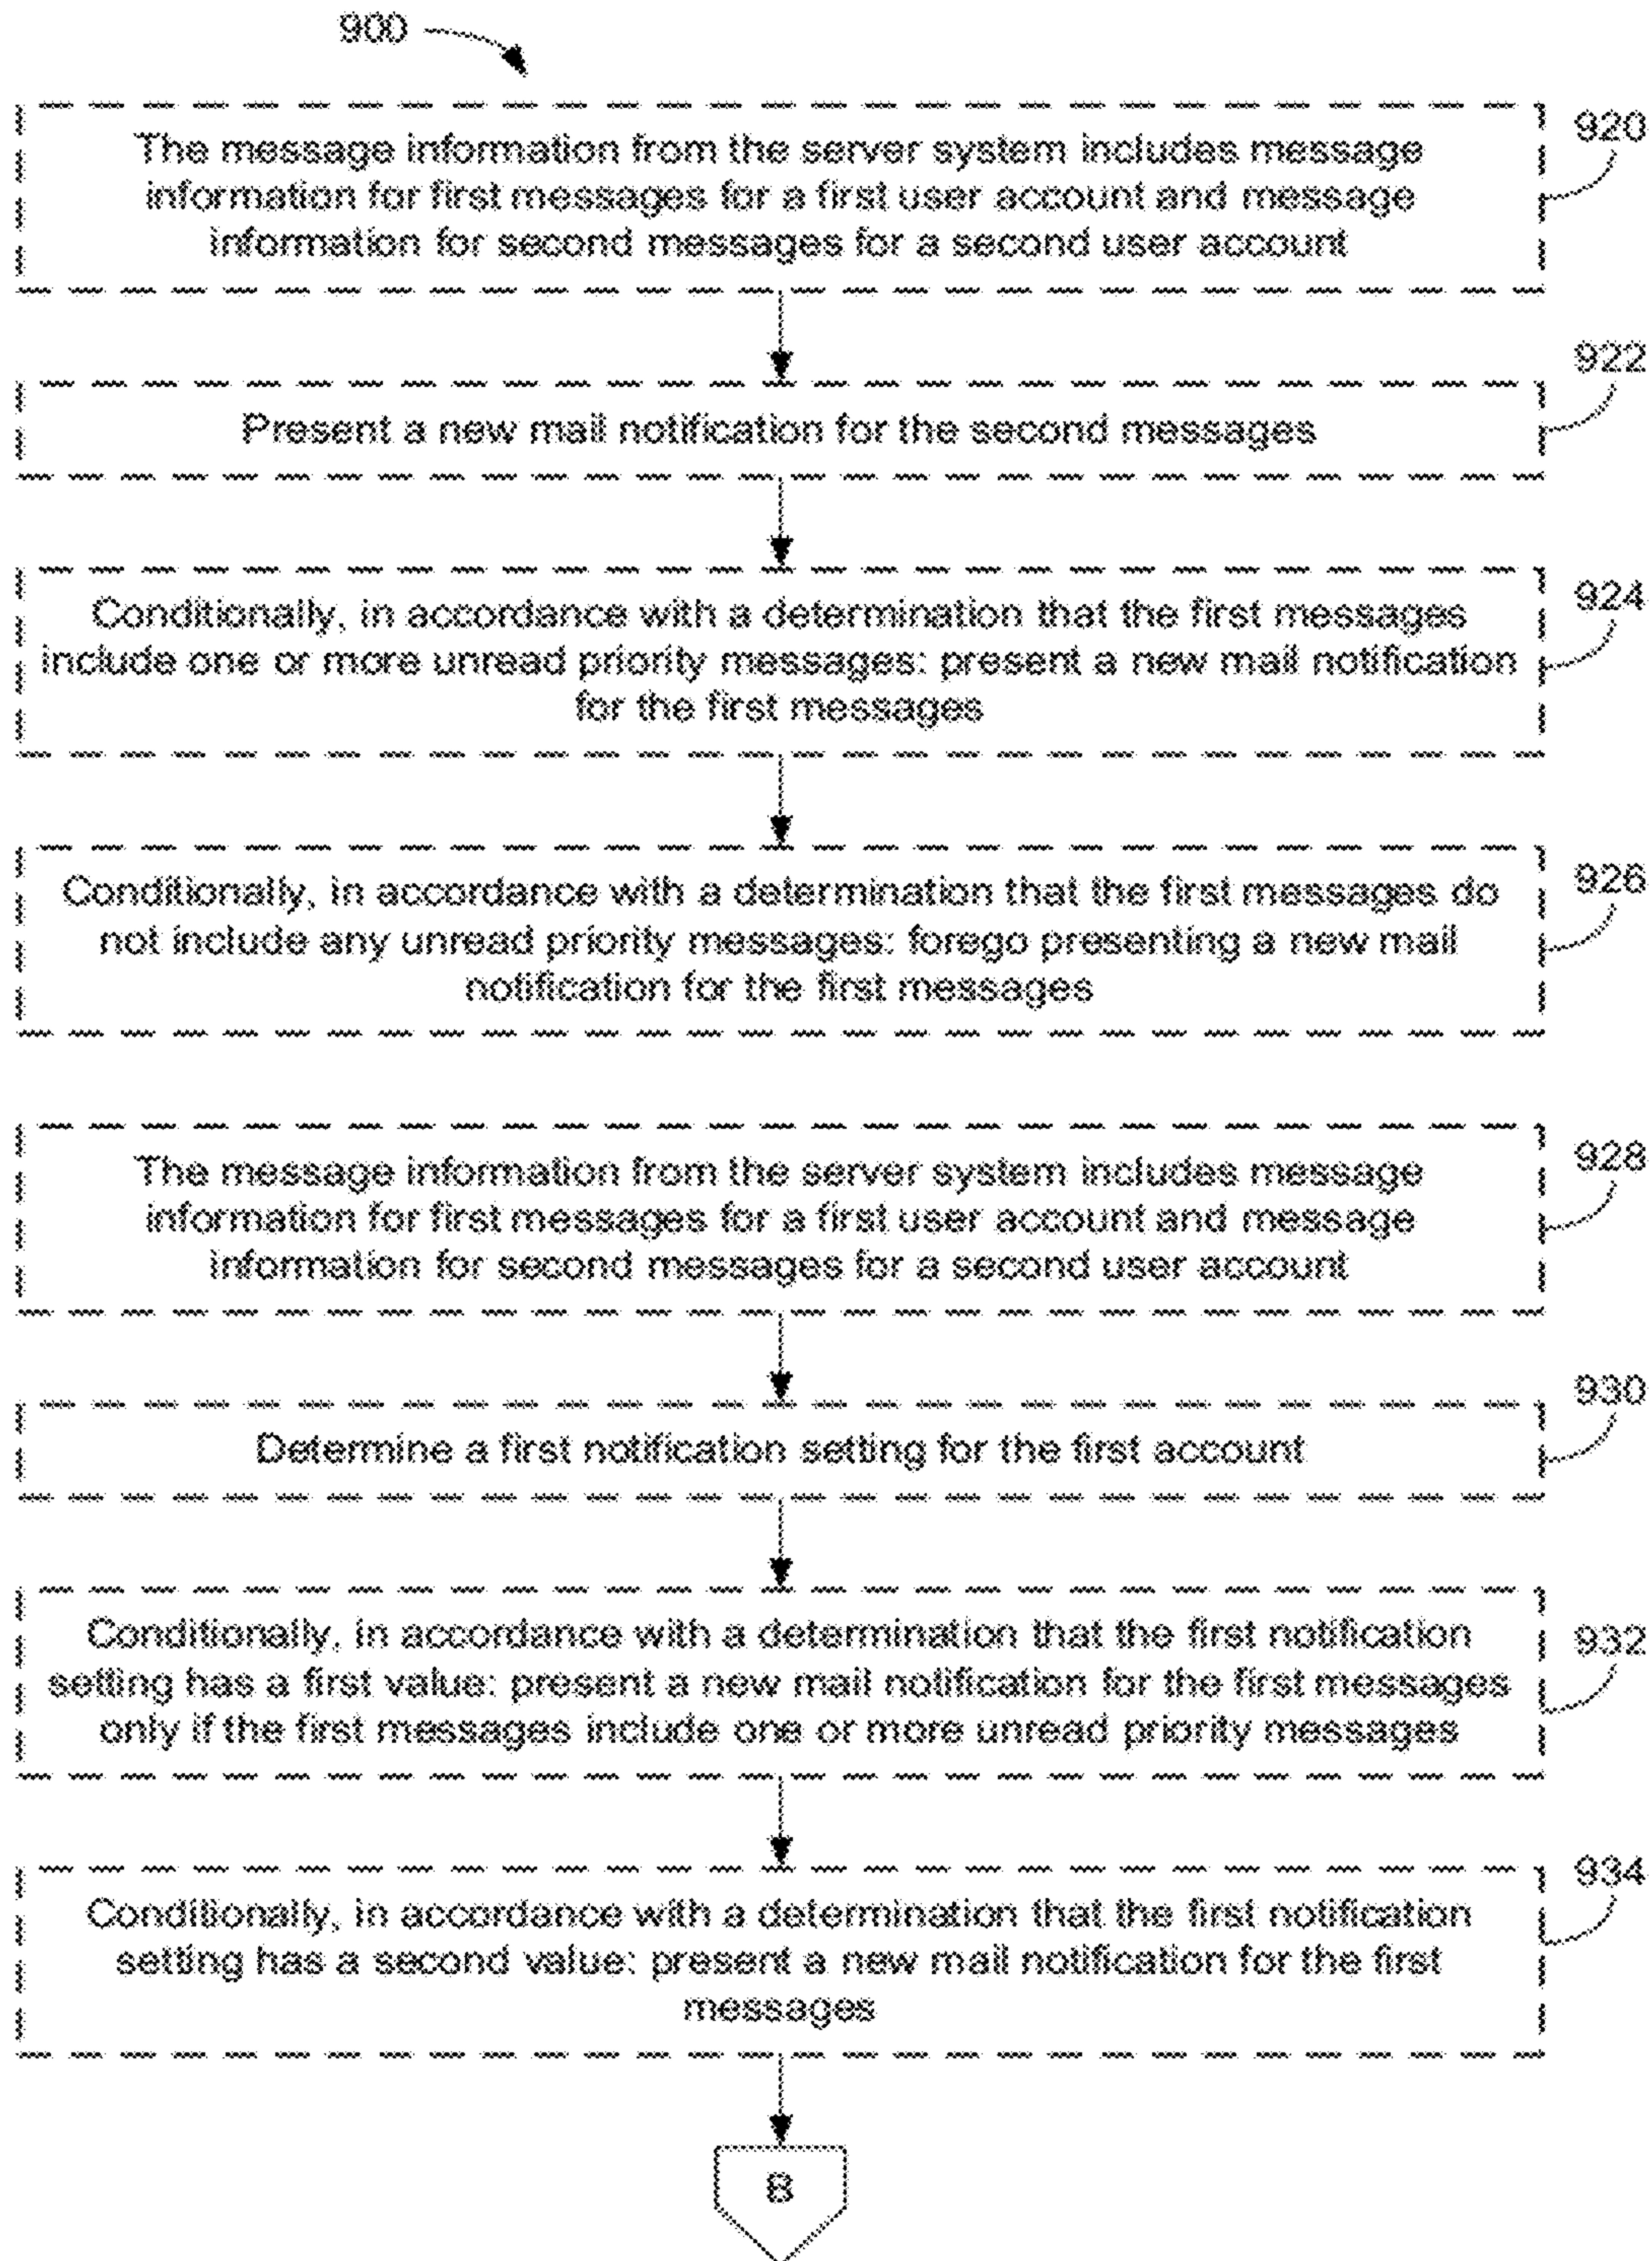 900
The message information from the server system includes message
information for first messages for a first user account and message
information for second messages for a second user account
920
Present a new mail notification for the second messages
922
Conditionally, in accordance with a determination that the first messages
include one or more unread priority messages: present a new mail notification
for the first messages
924
Conditionally, in accordance with a determination that the first messages do
not include any unread priority messages: forego presenting a new mail
notification for the first messages
926
The message information from the server system includes message
information for first messages for a first user account and message
information for second messages for a second user account
928
Determine a first notification setting for the first account
930
Conditionally, in accordance with a determination that the first notification
setting has a first value: present a new mail notification for the first messages
only if the first messages include one or more unread priority messages
932
Conditionally, in accordance with a determination that the first notification
setting has a second value: present a new mail notification for the first
messages
934
B